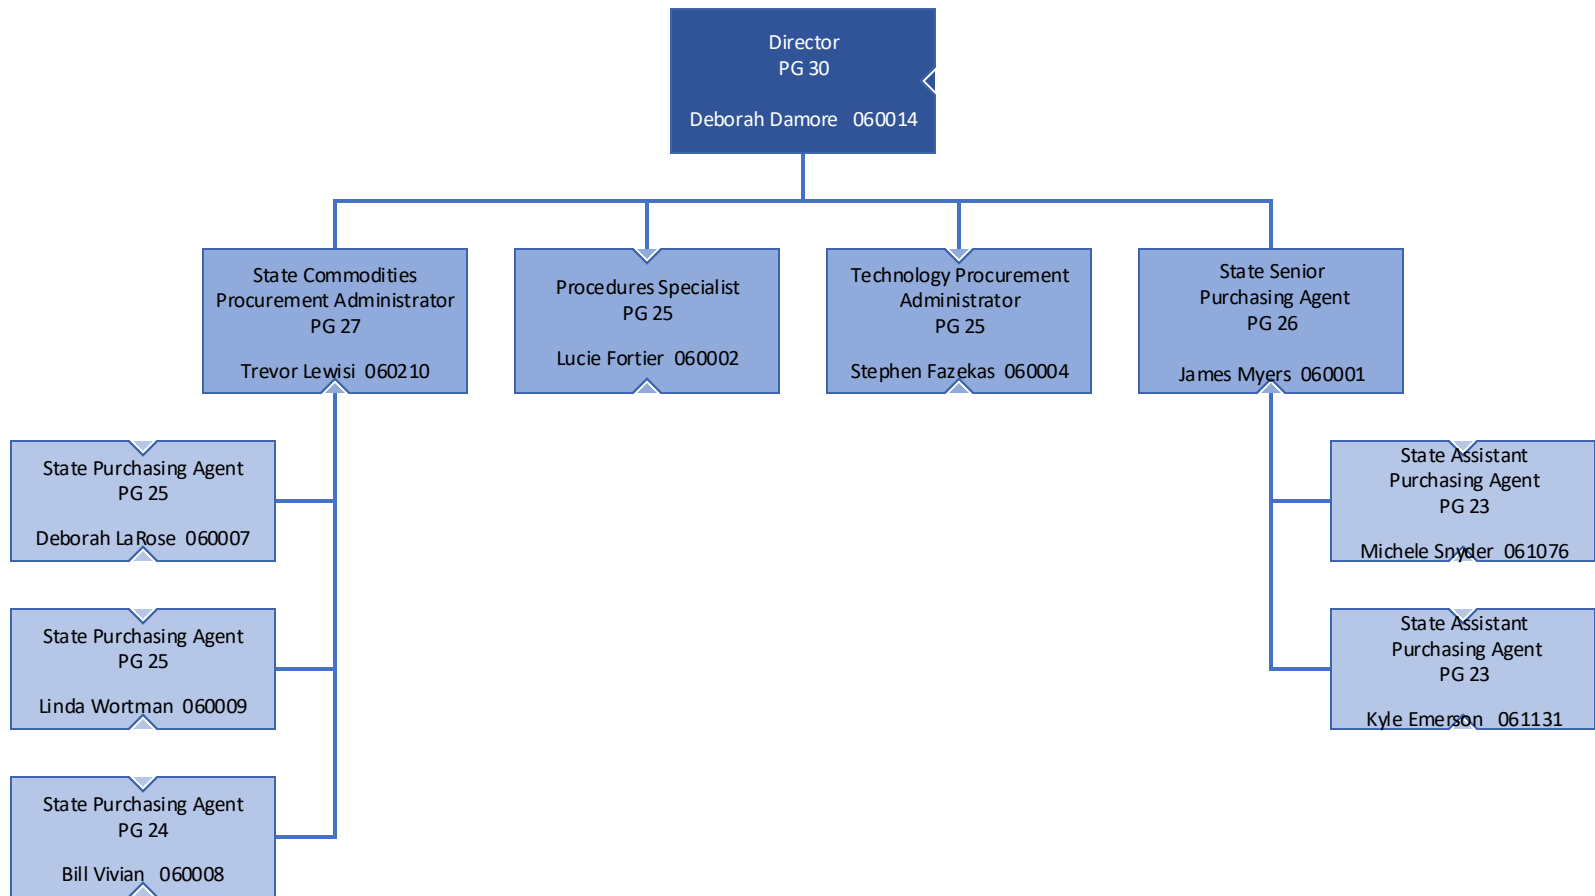 Director
PG 30
Deborah Damore 060014
State Commodities
Procurement Administrator
PG 27
Trevor Lewisi 060210
Procedures Specialist
PG 25
Lucie Fortier 060002
Technology Procurement
Administrator
PG 25
Stephen Fazekas 060004
State Senior
Purchasing Agent
PG 26
James Myers 060001
State Purchasing Agent
PG 25
Deborah LaRose 060007
State Purchasing Agent
PG 25
Linda Wortman 060009
State Purchasing Agent
PG 24
Bill Vivian 060008
State Assistant
Purchasing Agent
PG 23
Michele Snyder 061076
State Assistant
Purchasing Agent
PG 23
Kyle Emerson 061131